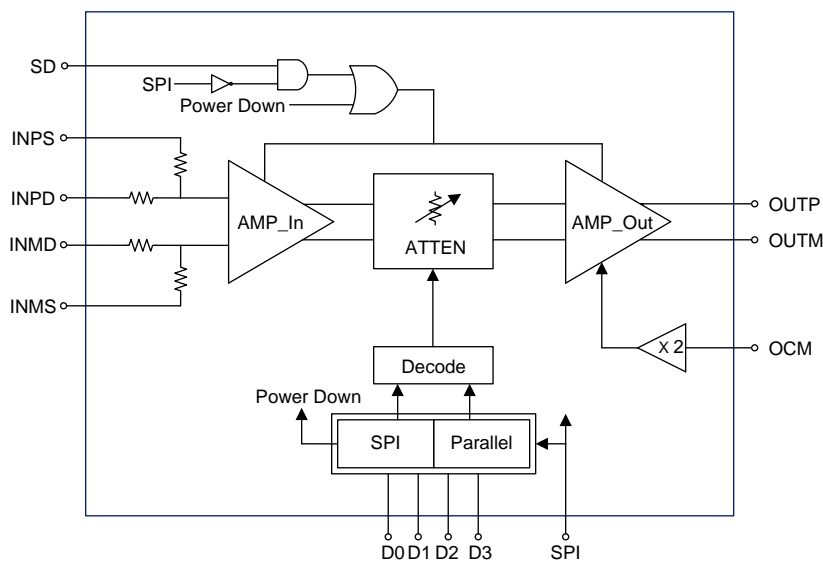 SD
SPI
Power Down
INPS
INPD
INMD
INMS
AMP_In
ATTEN
AMP_Out
OUTP
OUTM
X 2
OCM
Decode
Power Down
SPI
Parallel
D0
D1
D2
D3
SPI